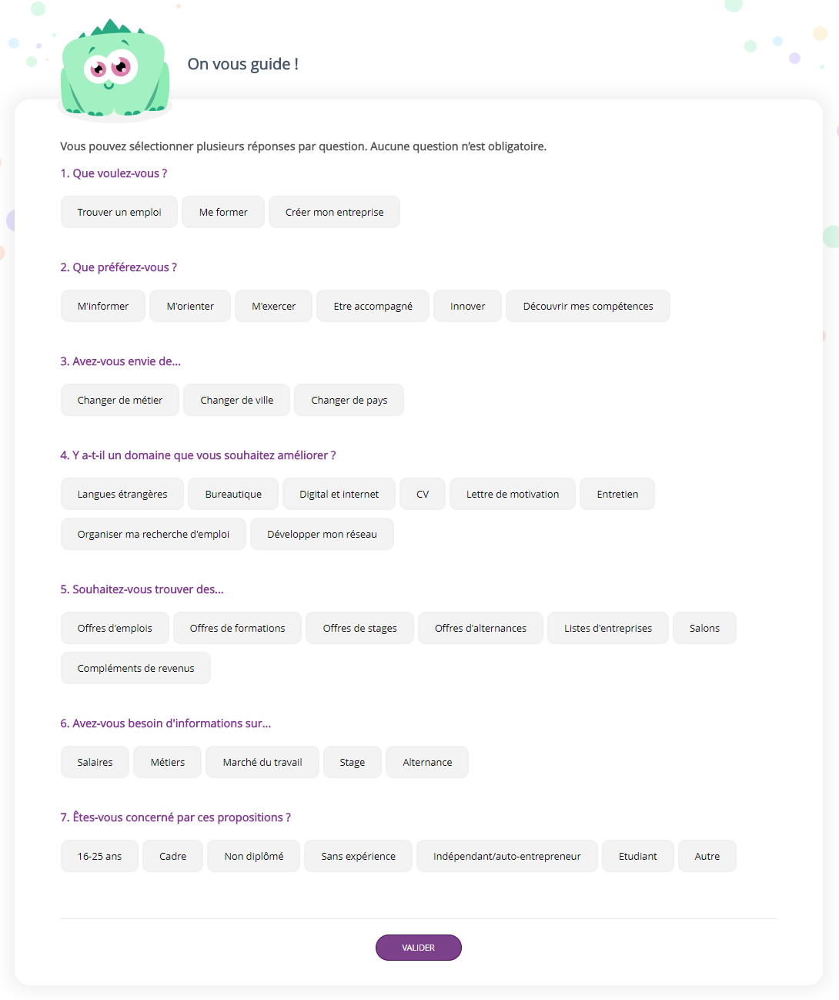 On vous guide !
Vous pouvez sélectionner plusieurs réponses par question. Aucune question n’est obligatoire.
1. Que voulez-vous ?
Trouver un emploi Me former Créer mon entreprise
2. Que préférez-vous ?
M'informer M'orienter M'exercer Etre accompagné Innover Découvrir mes compétences
3. Avez-vous envie de...
Changer de métier Changer de ville Changer de pays
4. Y a-t-il un domaine que vous souhaitez améliorer ?
Langues étrangères Bureautique Digital et internet CV Lettre de motivation Entretien
Organiser ma recherche d'emploi Développer mon réseau
5. Souhaitez-vous trouver des...
Offres d'emplois Offres de formations Offres de stages Offres d'alternances Listes d'entreprises Salons
Compléments de revenus
6. Avez-vous besoin d'informations sur...
Salaires Métiers Marché du travail Stage Alternance
7. Êtes-vous concerné par ces propositions ?
16-25 ans Cadre Non diplômé Sans expérience Indépendant/auto-entrepreneur Etudiant Autre
VALIDER